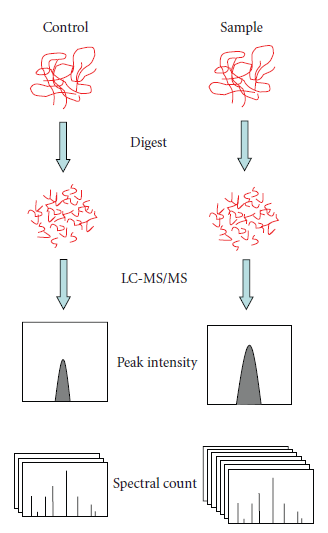 Control
Sample
Digest
LC-MS/MS
Peak intensity
Spectral count